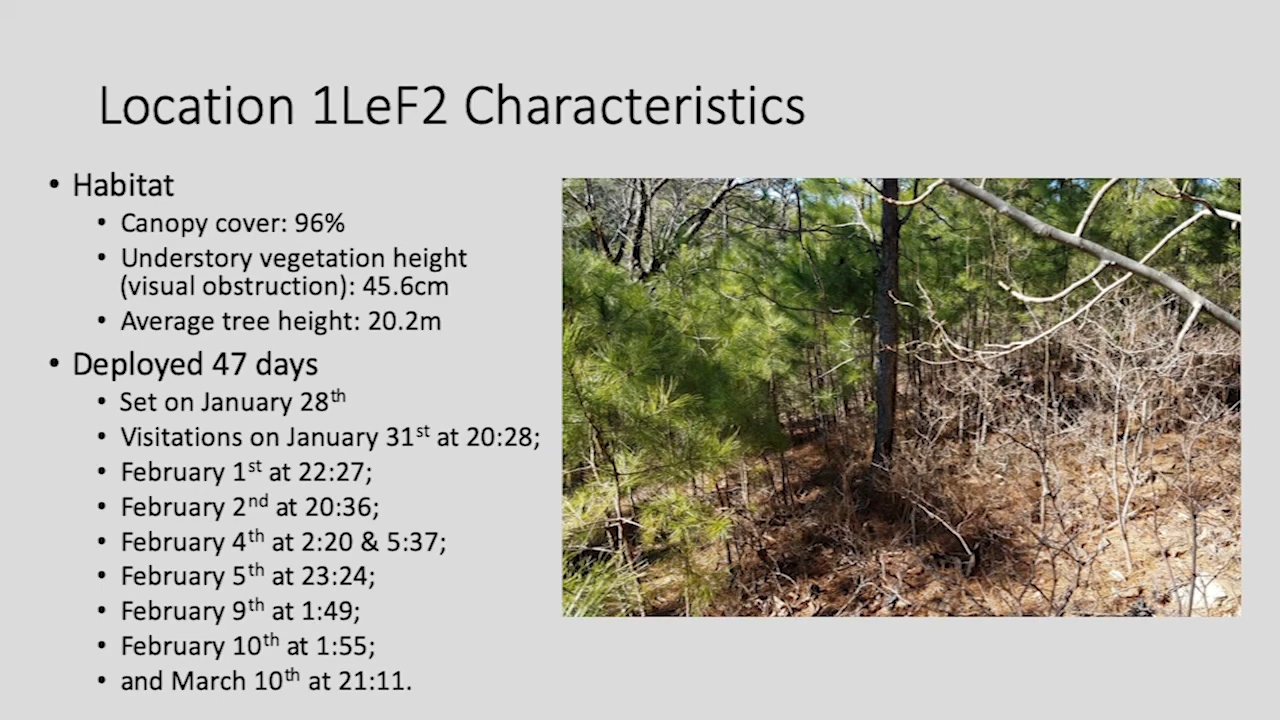 Location 1LeF2 Characteristics
• Habitat
• Canopy cover: 96%
• Understory vegetation height
(visual obstruction): 45.6cm
• Average tree height: 20.2m
• Deployed 47 days
• Set on January 28th
• Visitations on January 31st at 20:28;
• February 1st at 22:27;
• February 2nd at 20:36;
• February 4th at 2:20 & 5:37;
• February 5th at 23:24;
• February 9th at 1:49;
• February 10th at 1:55;
• and March 10th at 21:11.